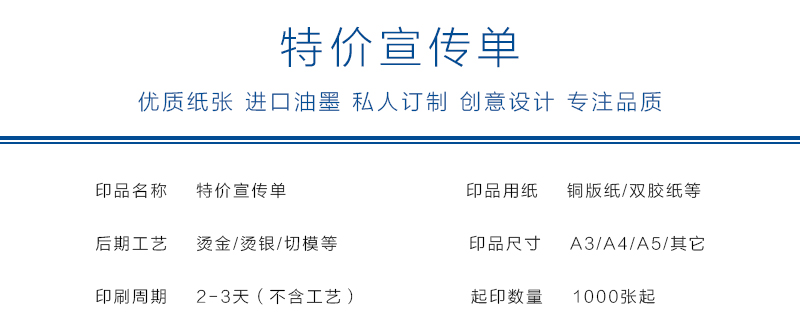 特价宣传单
优质纸张 进口油墨 私人订制 创意设计 专注品质
印品名称 特价宣传单 印品用纸 铜版纸/双胶纸等
后期工艺 烫金/烫银/切模等 印品尺寸 A3/A4/A5/其它
印刷周期 2-3天（不含工艺） 起印数量 1000张起